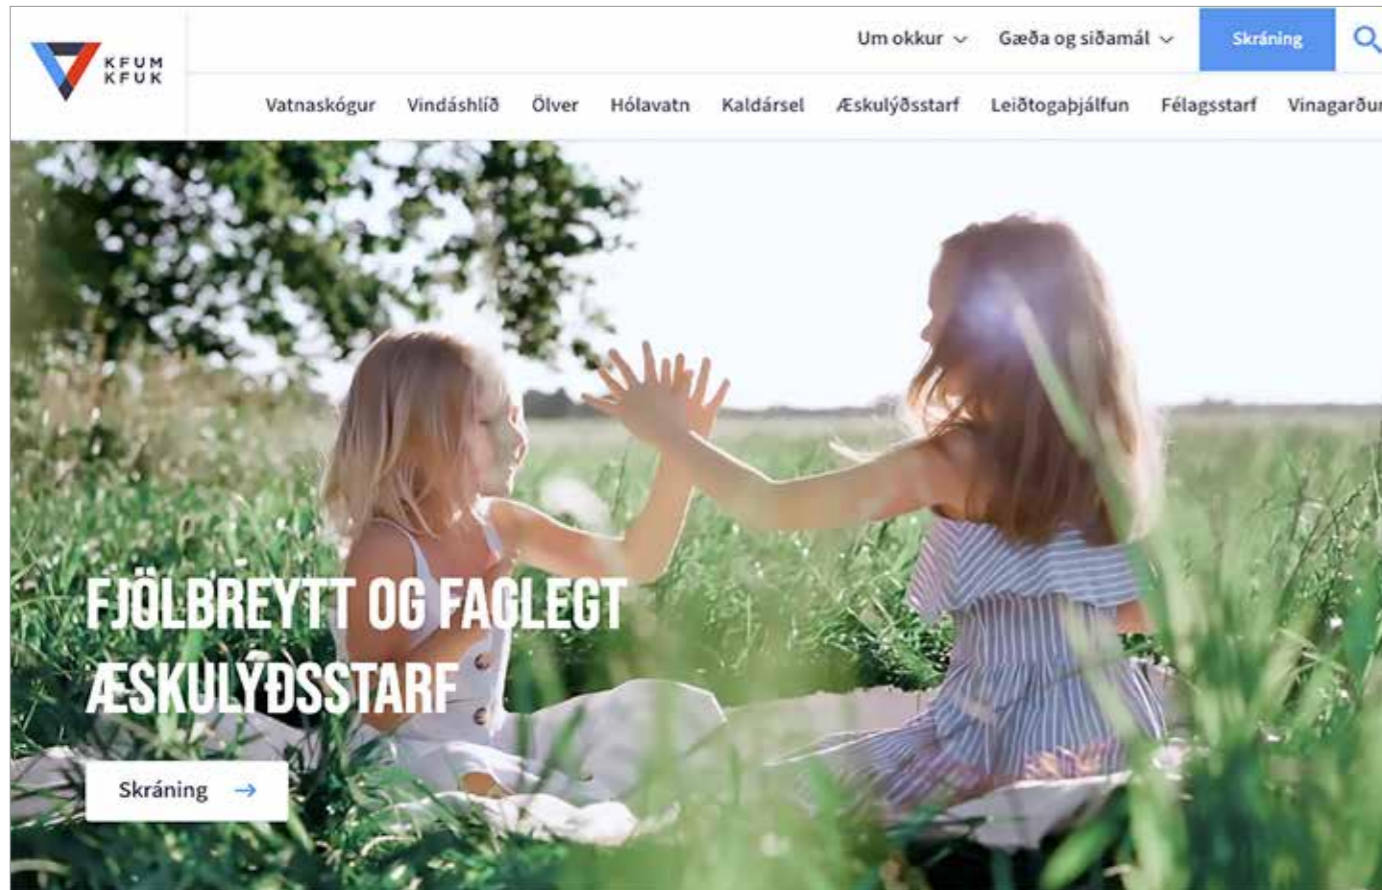 KFUM
KFUK
Um okkur
Gæða og siðamál
Skráning
Vatnaskógur
Vindáshlíð
Ölver
Hólavatn
Kaldársel
Æskulýðsstarf
Leiðtogaþjálfun
Félagsstarf
Vinagarður
FJÖLBREYTT OG FAGLEGT
ÆSKULÝÐSSTARF
Skráning →